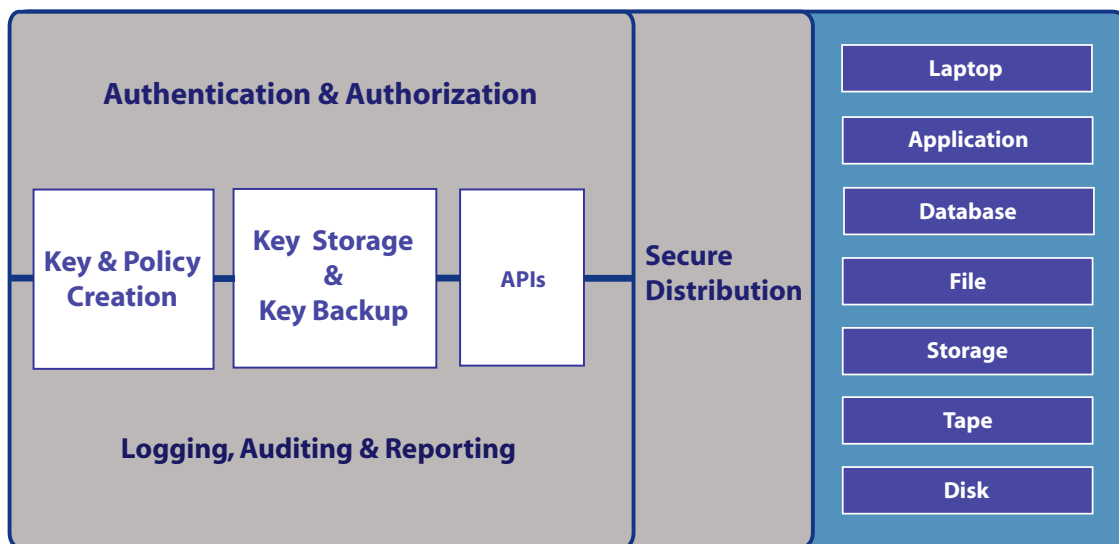 Authentication & Authorization
Key & Policy
Creation
Key Storage
&
Key Backup
APIs
Logging, Auditing & Reporting
Secure
Distribution
Laptop
Application
Database
File
Storage
Tape
Disk